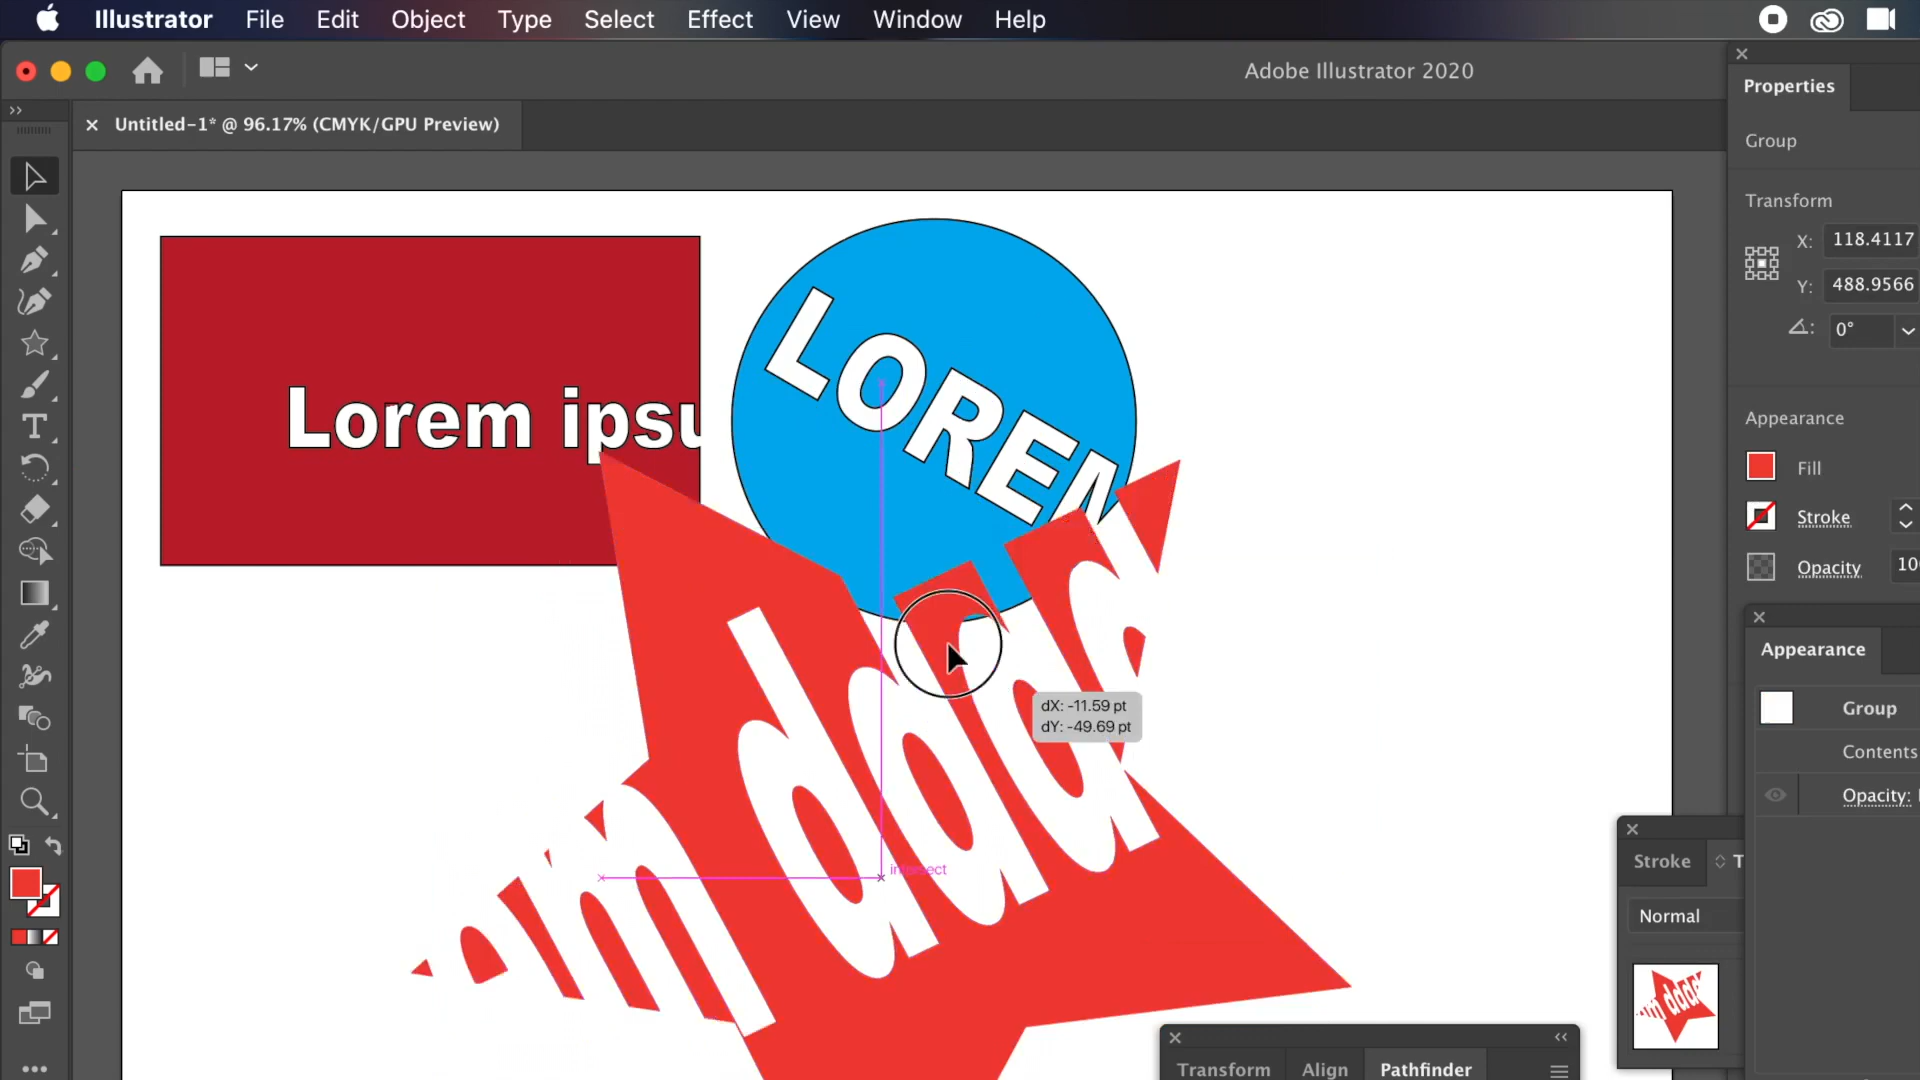 Illustrator File Edit Object Type Select Effect View Window Help
Adobe Illustrator 2020
Properties
× Untitled-1* @ 96.17% (CMYK/GPU Preview)
Group
Transform
X: 118.4117
Y: 488.9566
0°
Lorem ipsu
LOREM
Appearance
Fill
Stroke
Opacity 10
Appearance
dX: -11.59 pt
dY: -49.69 pt
Group
Contents
Opacity:
intersect
m dddd
Stroke T
Normal
Transform Align Pathfinder